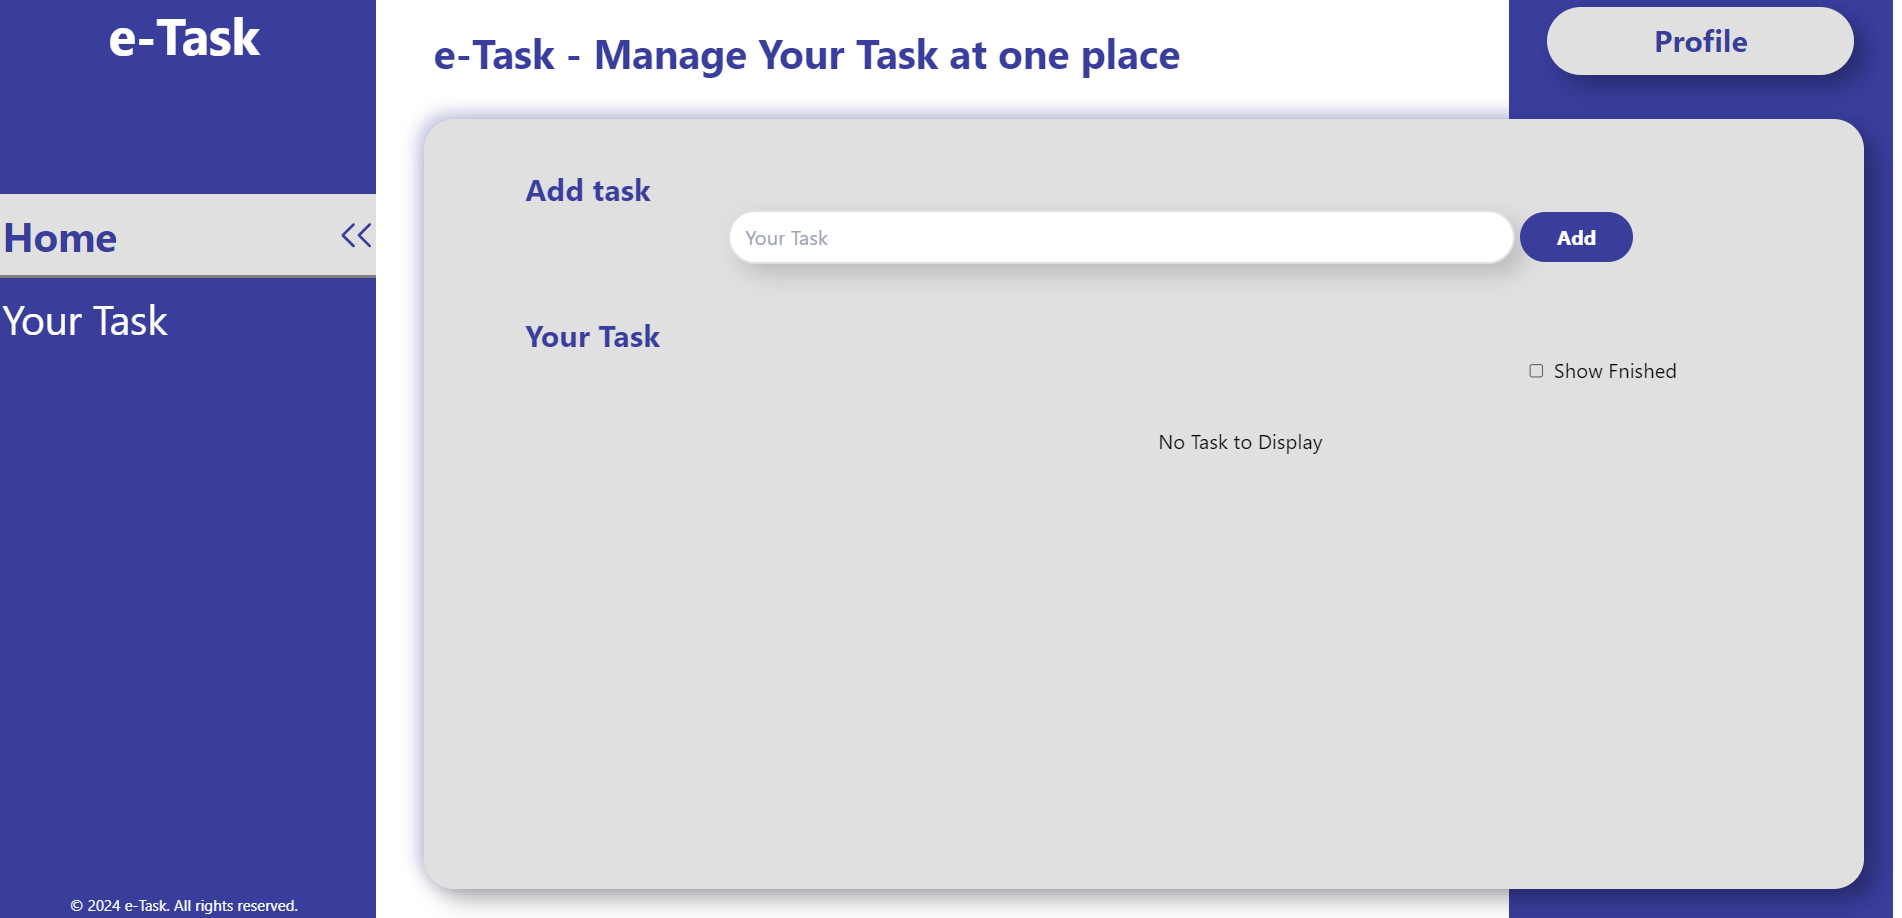 e-Task
e-Task - Manage Your Task at one place
Profile
Home
Your Task
Add task
Your Task
Add
Your Task
Show Fnished
No Task to Display
© 2024 e-Task. All rights reserved.